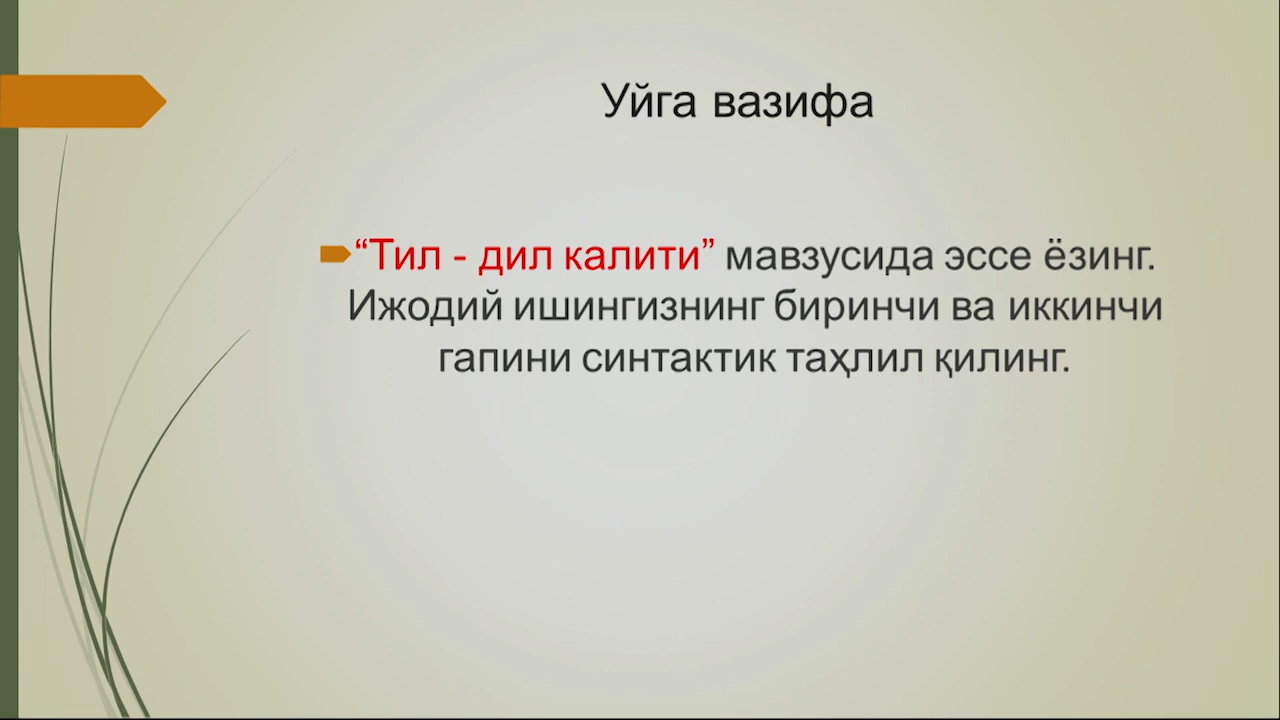 Уйга вазифа
“Тил - дил калити” мавзусида эссе ёзинг.
Ижодий ишингизнинг биринчи ва иккинчи
гапини синтактик таҳлил қилинг.